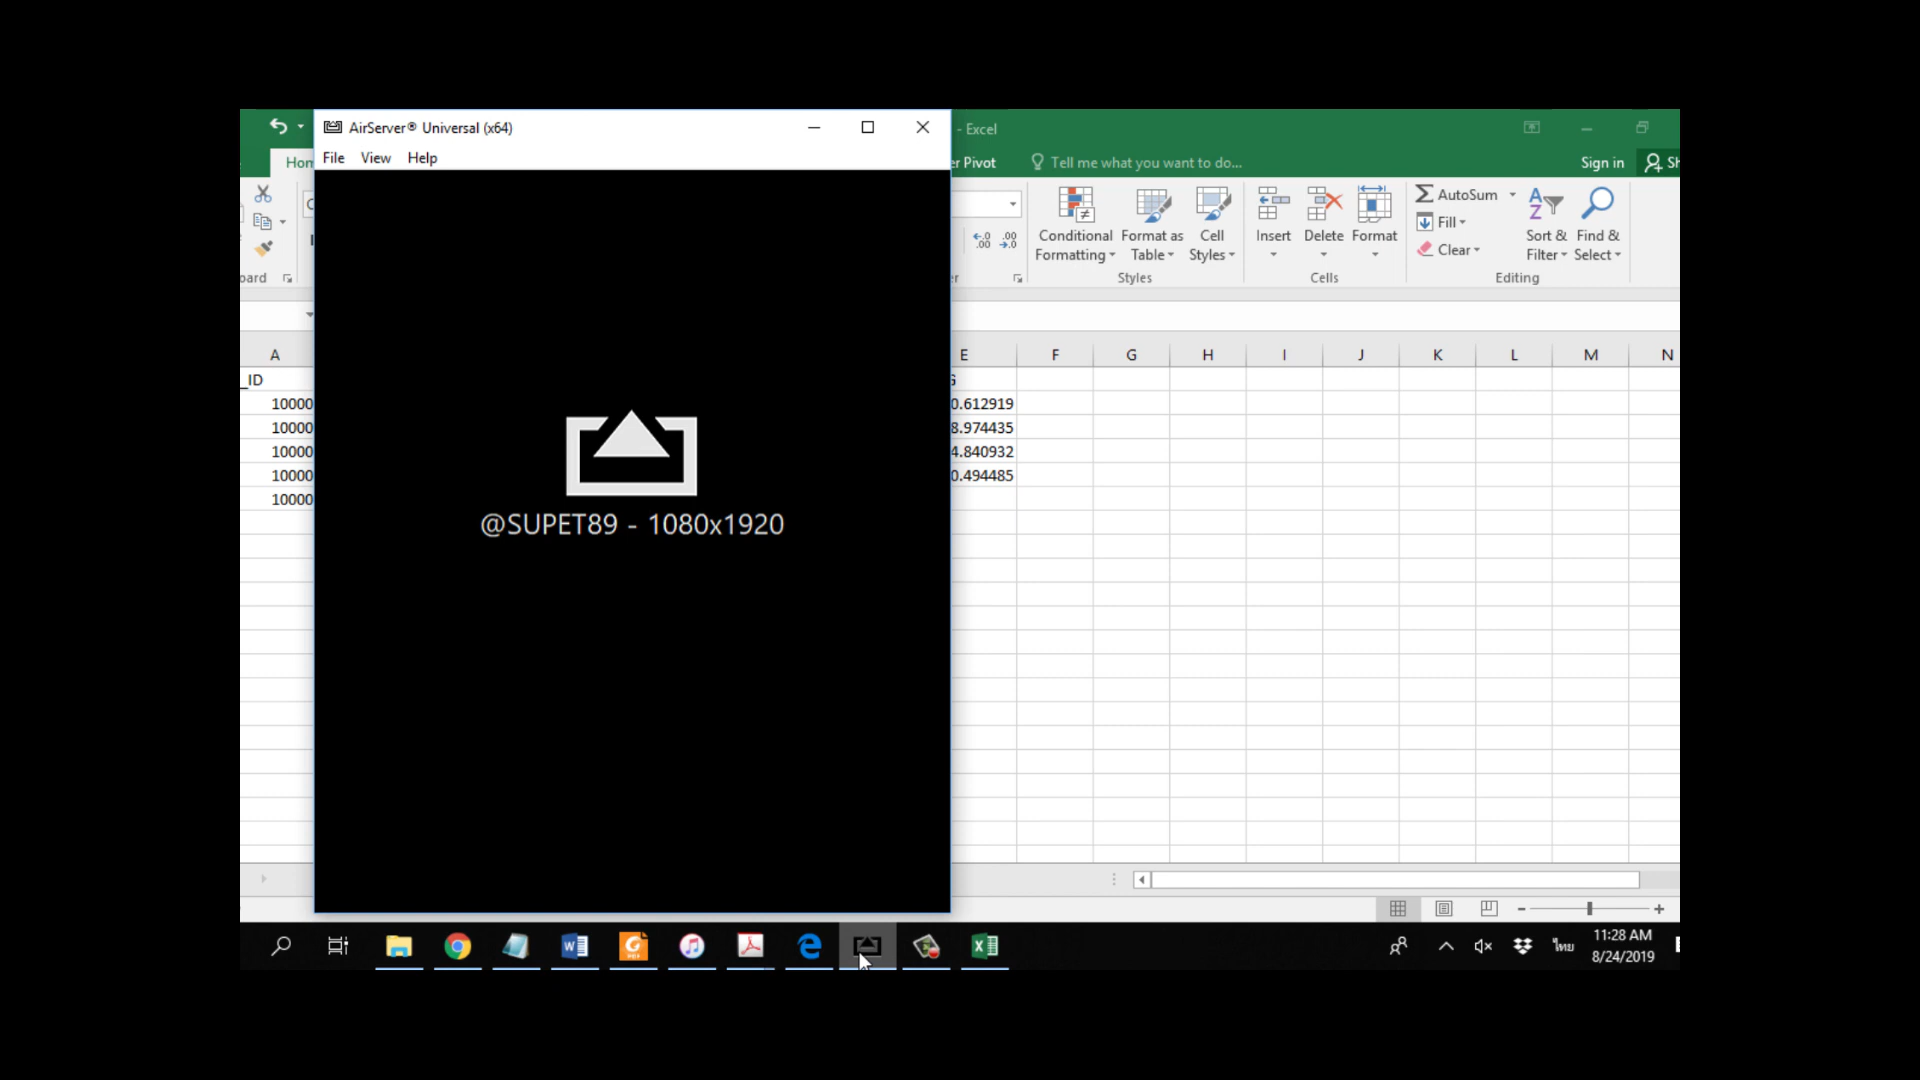 AirServer® Universal (x64)
File View Help
@SUPET89 - 1080x1920
- Excel
Tell me what you want to do...
Sign in
Pivot
AutoSum
Fill
Clear
Conditional Formatting
Format as Table
Cell Styles
Insert
Delete
Format
Sort & Filter
Find & Select
Styles
Cells
Editing
A E F G H I J K L M N
_ID
10000 0.612919
10000 8.974435
10000 4.840932
10000 0.494485
10000
ไทย
11:28 AM
8/24/2019